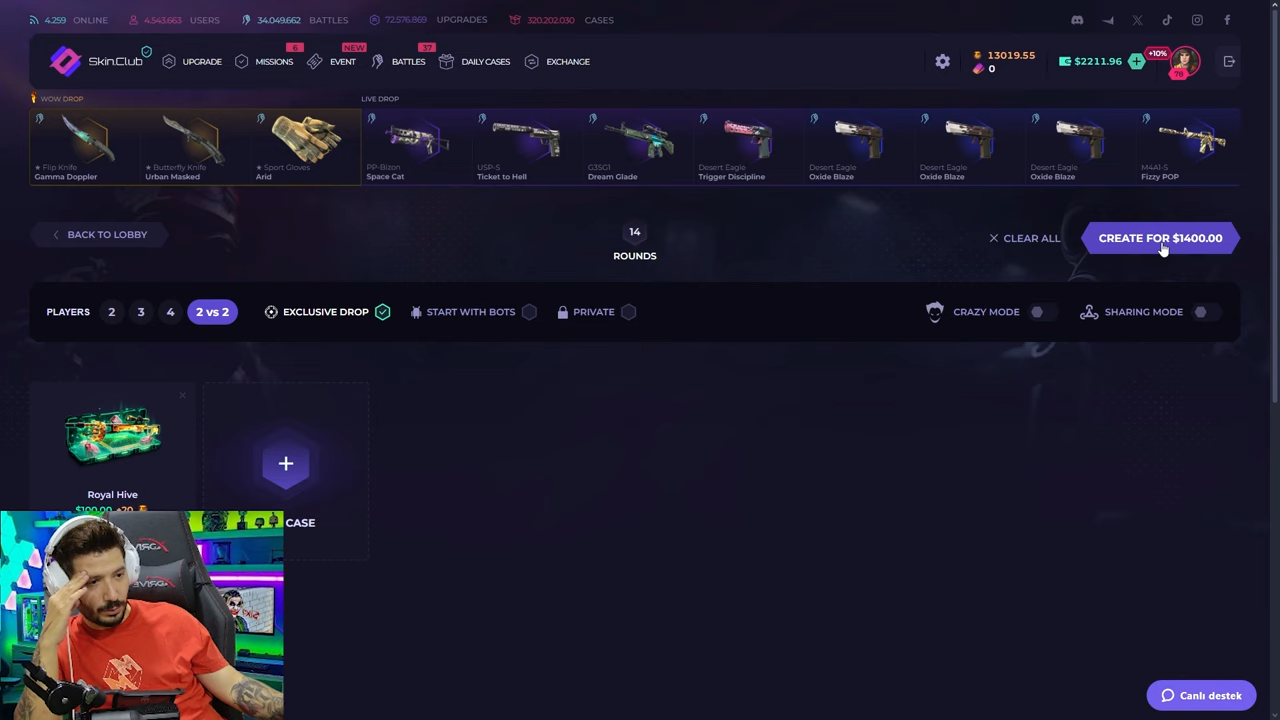 4.259 ONLINE 4.543.663 USERS 34.049.662 BATTLES 72.576.869 UPGRADES 320.202.030 CASES
6 NEW 37
Skin.Club UPGRADE MISSIONS EVENT BATTLES DAILY CASES EXCHANGE 13019.55 0 $2211.96 +10% 78
WOW DROP LIVE DROP
★ Flip Knife ★ Butterfly Knife ★ Sport Gloves PP-Bizon USP-S G3SG1 Desert Eagle Desert Eagle Desert Eagle Desert Eagle M4A1-S
Gamma Doppler Urban Masked Arid Space Cat Ticket to Hell Dream Glade Trigger Discipline Oxide Blaze Oxide Blaze Oxide Blaze Fizzy POP
BACK TO LOBBY 14 CLEAR ALL CREATE FOR $1400.00
ROUNDS
PLAYERS 2 3 4 2 vs 2 EXCLUSIVE DROP START WITH BOTS PRIVATE CRAZY MODE SHARING MODE
Royal Hive
$100.00 +20
CASE
Canlı destek